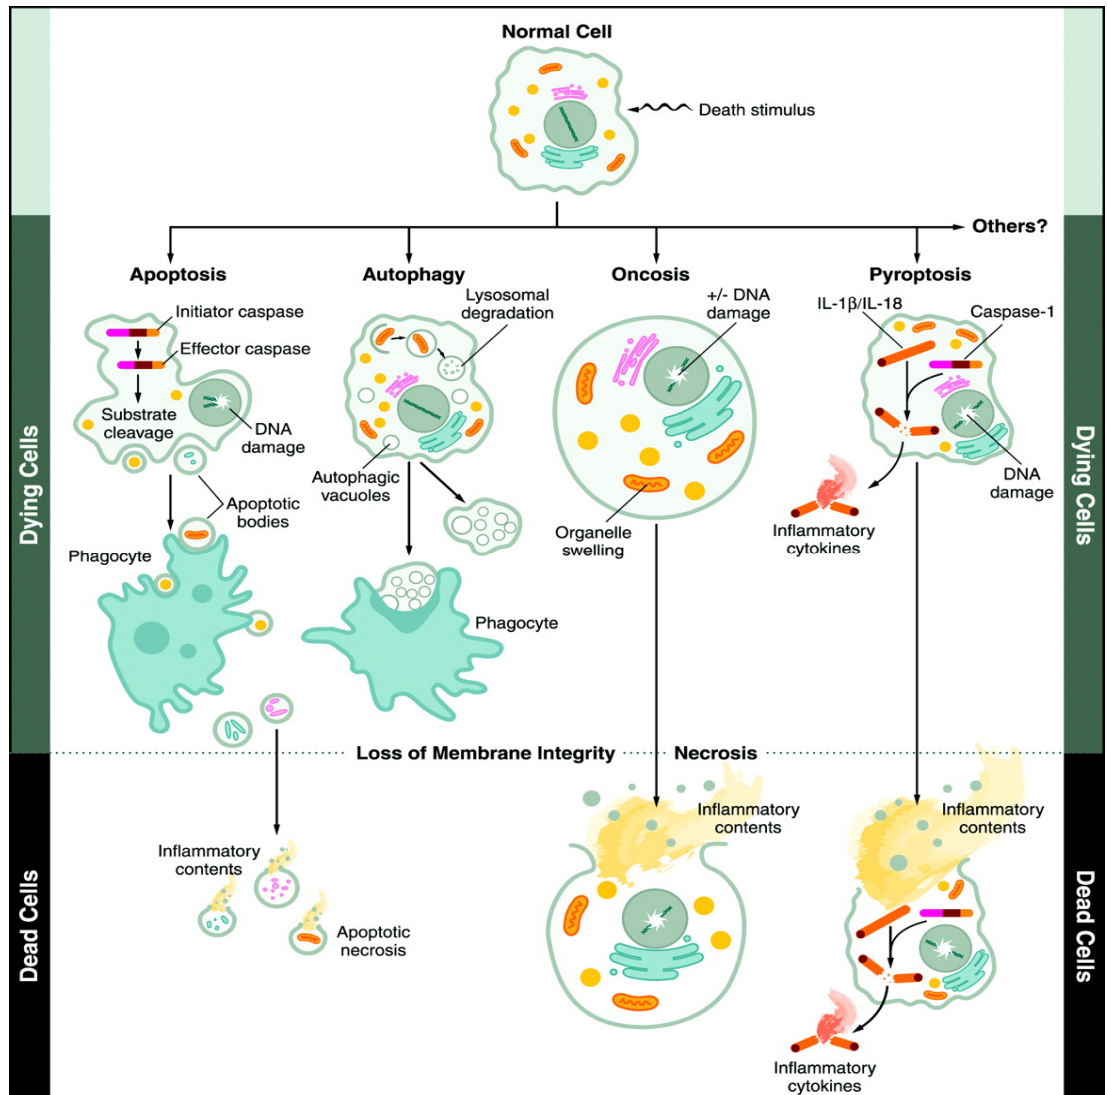 Normal Cell
Death stimulus
Others?
Apoptosis
Autophagy
Oncosis
Pyroptosis
Initiator caspase
Effector caspase
Substrate
cleavage
DNA
damage
Apoptotic
bodies
Phagocyte
Lysosomal
degradation
Autophagic
vacuoles
Phagocyte
+/- DNA
damage
Organelle
swelling
IL-1β/IL-18
Caspase-1
DNA
damage
Inflammatory
cytokines
Dying Cells
Dying Cells
Loss of Membrane Integrity
Necrosis
Inflammatory
contents
Apoptotic
necrosis
Inflammatory
contents
Inflammatory
contents
Inflammatory
cytokines
Dead Cells
Dead Cells